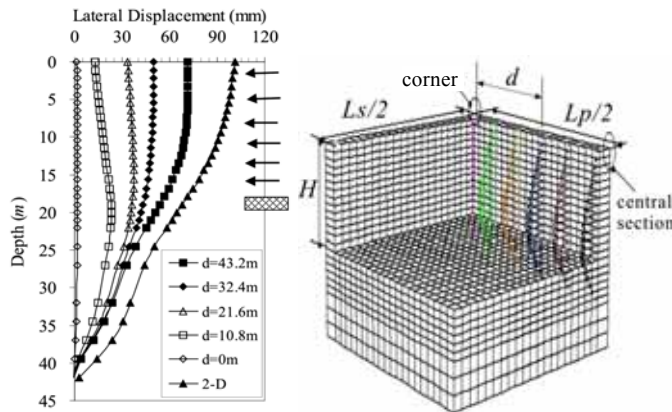 Lateral Displacement (mm)
0 30 60 90 120
0
5
10
15
20
25
30
35
40
45
Depth (m)
d=43.2m
d=32.4m
d=21.6m
d=10.8m
d=0m
2-D
corner
d
Ls/2
Lp/2
H
central
section